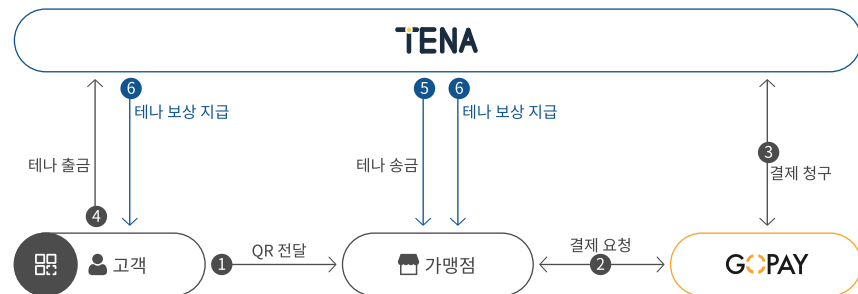 TENA
6
테나 보상 지급
5
6
테나 보상 지급
테나 출금
테나 송금
3
결제 청구
4
고객
1
QR 전달
가맹점
결제 요청
2
GOPAY